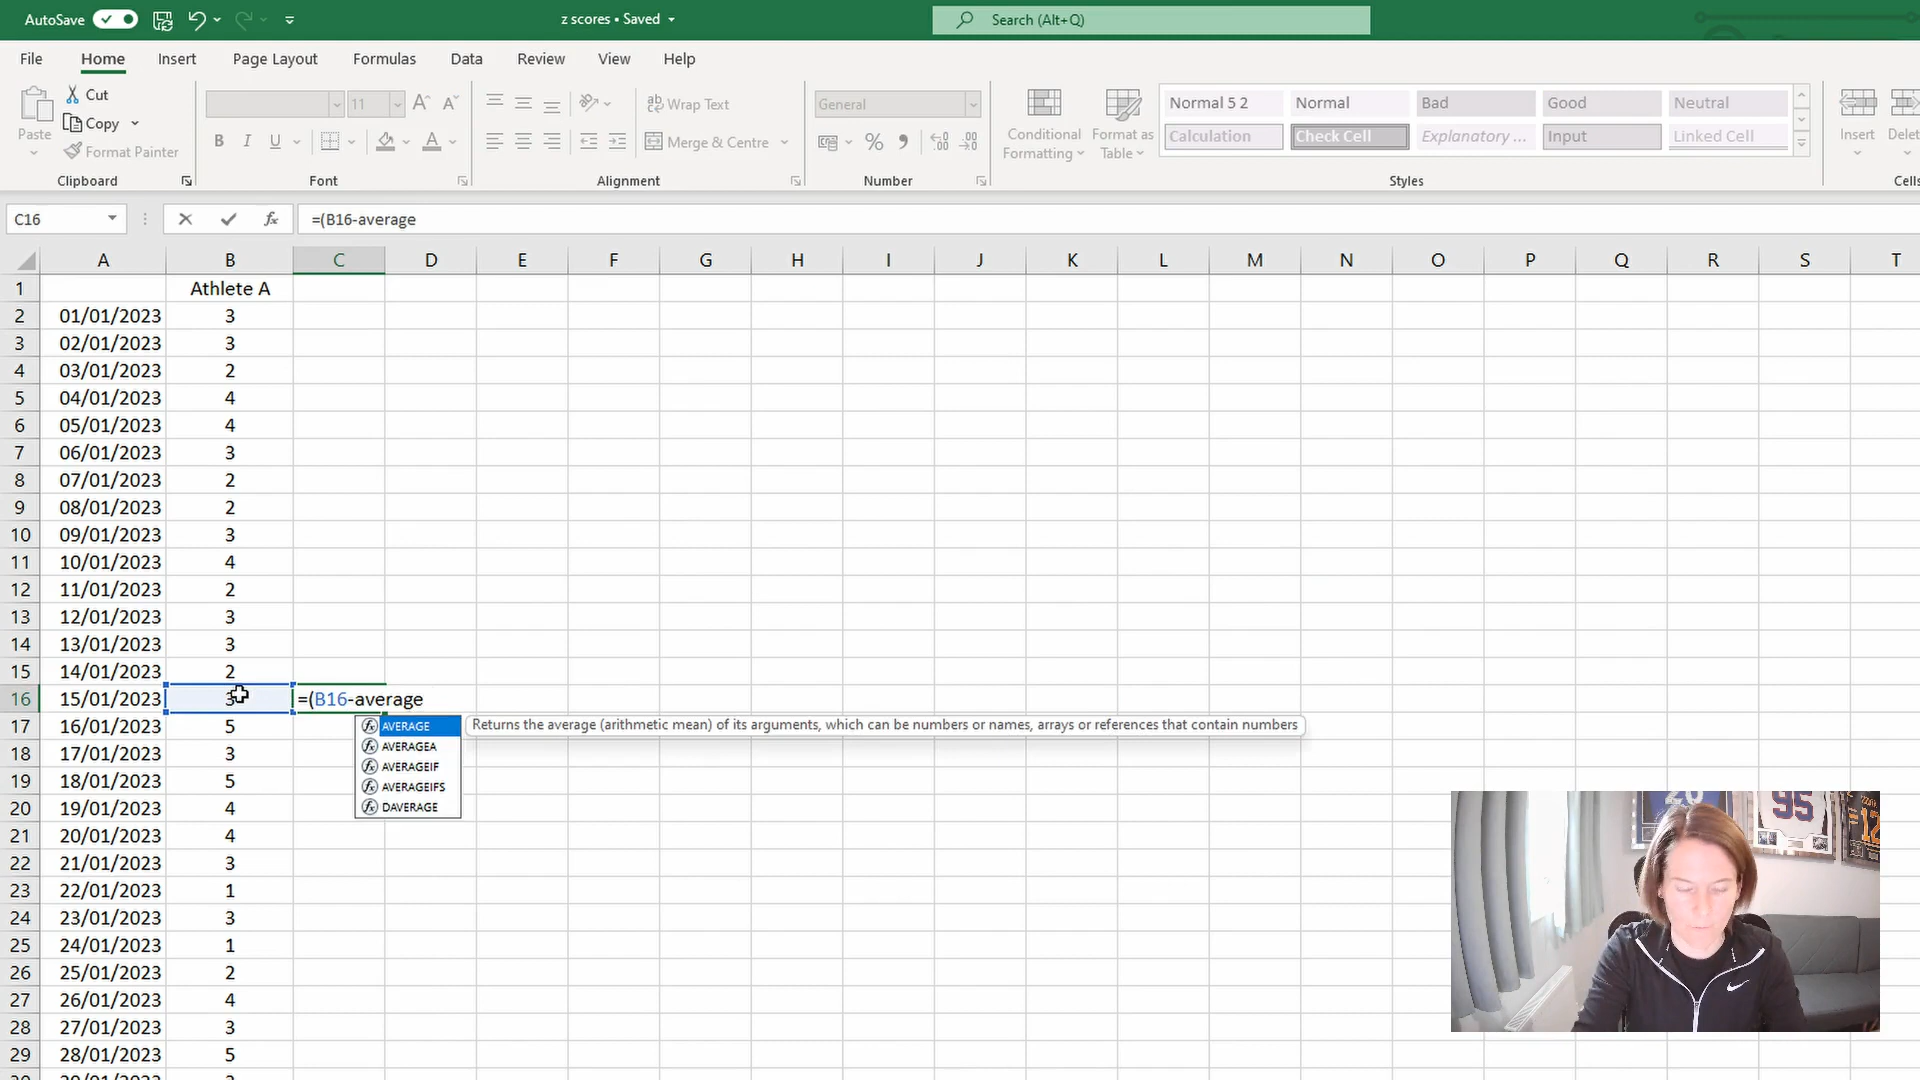 AutoSave
z scores • Saved
Search (Alt+Q)
File Home Insert Page Layout Formulas Data Review View Help
Paste
Cut
Copy
Format Painter
Clipboard
11
B I U
Font
Wrap Text
Merge & Centre
Alignment
General
Number
Conditional Formatting
Format as Table
Normal 5 2 Normal Bad Good Neutral
Calculation Check Cell Explanatory ... Input Linked Cell
Styles
Insert
Delet
Cells
C16
=(B16-average
A B C D E F G H I J K L M N O P Q R S T
1 Athlete A
2 01/01/2023 3
3 02/01/2023 3
4 03/01/2023 2
5 04/01/2023 4
6 05/01/2023 4
7 06/01/2023 3
8 07/01/2023 2
9 08/01/2023 2
10 09/01/2023 3
11 10/01/2023 4
12 11/01/2023 2
13 12/01/2023 3
14 13/01/2023 3
15 14/01/2023 2
16 15/01/2023 3 =(B16-average
17 16/01/2023 5
AVERAGE
Returns the average (arithmetic mean) of its arguments, which can be numbers or names, arrays or references that contain numbers
AVERAGEA
18 17/01/2023 3
AVERAGEIF
19 18/01/2023 5
AVERAGEIFS
20 19/01/2023 4
DAVERAGE
21 20/01/2023 4
22 21/01/2023 3
23 22/01/2023 1
24 23/01/2023 3
25 24/01/2023 1
26 25/01/2023 2
27 26/01/2023 4
28 27/01/2023 3
29 28/01/2023 5
20
95